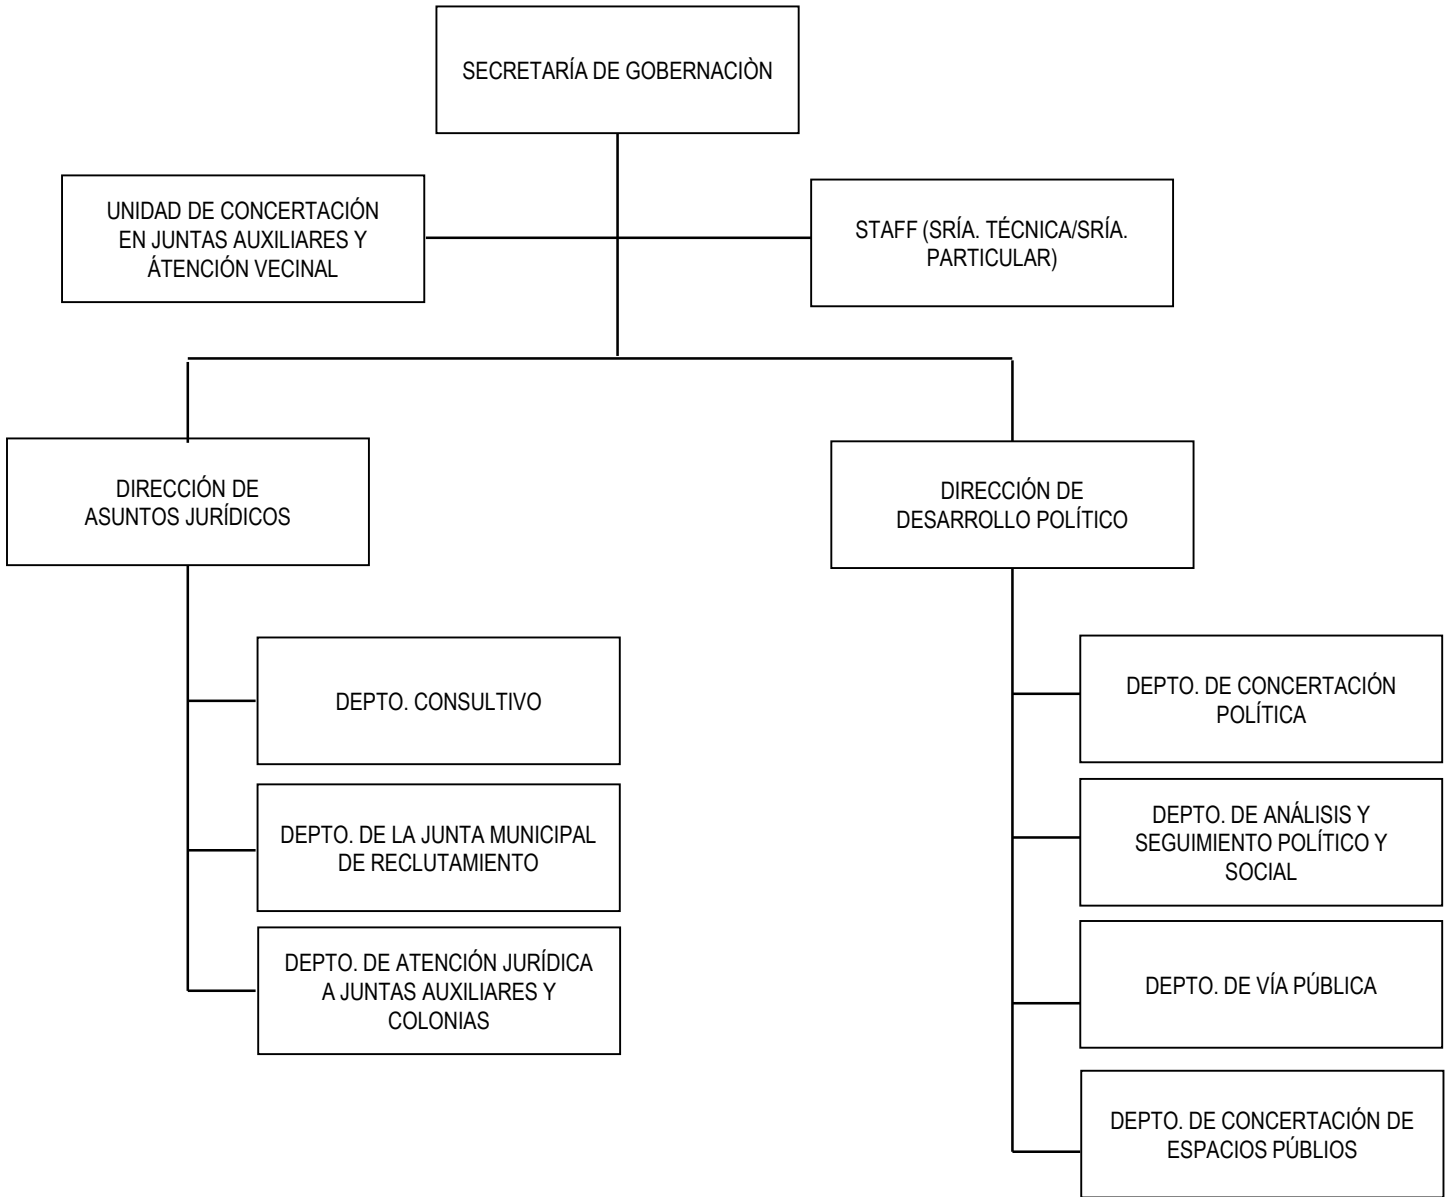 SECRETARÍA DE GOBERNACIÒN
UNIDAD DE CONCERTACIÓN
EN JUNTAS AUXILIARES Y
ÁTENCIÓN VECINAL
STAFF (SRÍA. TÉCNICA/SRÍA.
PARTICULAR)
DIRECCIÓN DE
ASUNTOS JURÍDICOS
DIRECCIÓN DE
DESARROLLO POLÍTICO
DEPTO. CONSULTIVO
DEPTO. DE LA JUNTA MUNICIPAL
DE RECLUTAMIENTO
DEPTO. DE ATENCIÓN JURÍDICA
A JUNTAS AUXILIARES Y
COLONIAS
DEPTO. DE CONCERTACIÓN
POLÍTICA
DEPTO. DE ANÁLISIS Y
SEGUIMIENTO POLÍTICO Y
SOCIAL
DEPTO. DE VÍA PÚBLICA
DEPTO. DE CONCERTACIÓN DE
ESPACIOS PÚBLIOS